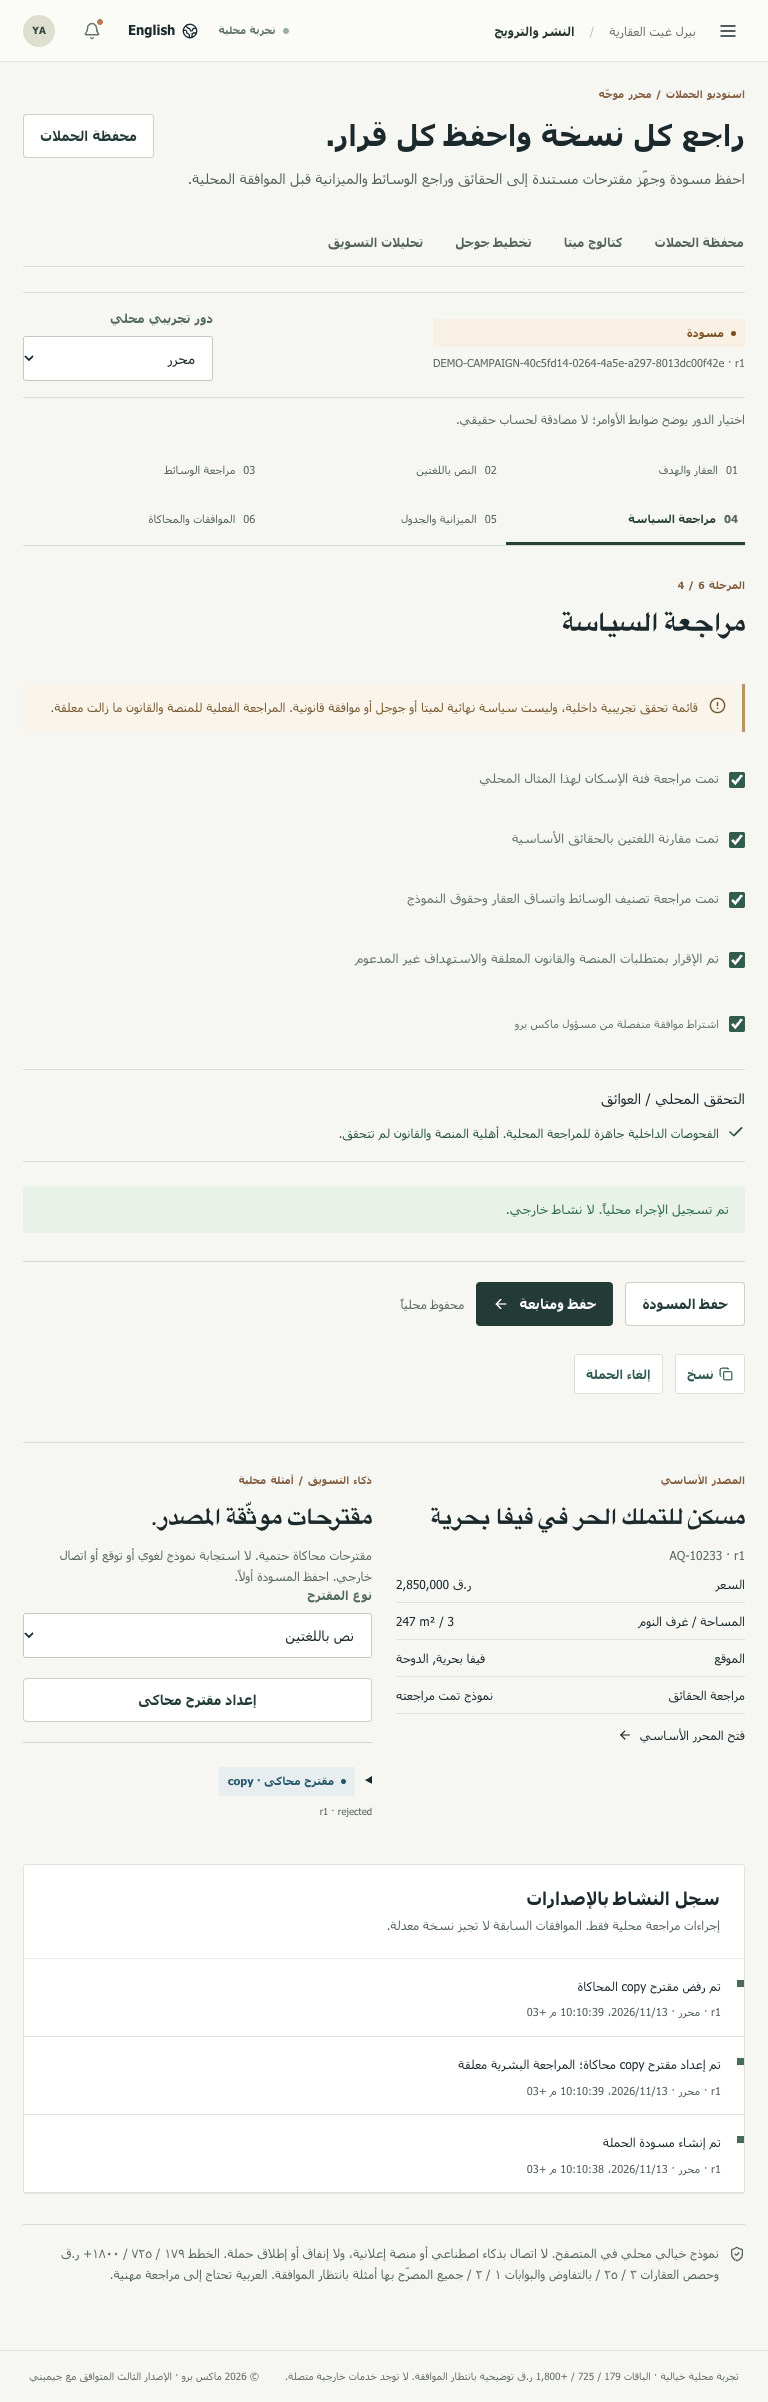 بيرل غيت العقارية / النشر والترويج
تجربة محلية
English
YA
استوديو الحملات / محرر موجّه
راجع كل نسخة واحفظ كل قرار.
محفظة الحملات
احفظ مسودة وجهّز مقترحات مستندة إلى الحقائق وراجع الوسائط والميزانية قبل الموافقة المحلية.
محفظة الحملات
كتالوج ميتا
تخطيط جوجل
تحليلات التسويق
مسودة
DEMO-CAMPAIGN-40c5fd14-0264-4a5e-a297-8013dc00f42e · r1
دور تجريبي محلي
محرر
اختيار الدور يوضح ضوابط الأوامر؛ لا مصادقة لحساب حقيقي.
01 العقار والهدف
02 النص باللغتين
03 مراجعة الوسائط
04 مراجعة السياسة
05 الميزانية والجدول
06 الموافقات والمحاكاة
المرحلة 6 / 4
مراجعة السياسة
قائمة تحقق تجريبية داخلية، وليست سياسة نهائية لميتا أو جوجل أو موافقة قانونية. المراجعة الفعلية للمنصة والقانون ما زالت معلقة.
تمت مراجعة فئة الإسكان لهذا المثال المحلي
تمت مقارنة اللغتين بالحقائق الأساسية
تمت مراجعة تصنيف الوسائط واتساق العقار وحقوق النموذج
تم الإقرار بمتطلبات المنصة والقانون المعلقة والاستهداف غير المدعوم
اشتراط موافقة منفصلة من مسؤول ماكس برو
التحقق المحلي / العوائق
الفحوصات الداخلية جاهزة للمراجعة المحلية. أهلية المنصة والقانون لم تتحقق.
تم تسجيل الإجراء محلياً. لا نشاط خارجي.
حفظ المسودة
حفظ ومتابعة
محفوظ محلياً
نسخ
إلغاء الحملة
المصدر الأساسي
مسكن للتملك الحر في فيفا بحرية
AQ-10233 · r1
السعر
2,850,000 ر.ق
المساحة / غرف النوم
247 m² / 3
الموقع
فيفا بحرية, الدوحة
مراجعة الحقائق
نموذج تمت مراجعته
فتح المحرر الأساسي
ذكاء التسويق / أمثلة محلية
مقترحات موثّقة المصدر.
مقترحات محاكاة حتمية. لا استجابة نموذج لغوي أو توقع أو اتصال
خارجي. احفظ المسودة أولاً.
نوع المقترح
نص باللغتين
إعداد مقترح محاكى
مقترح محاكى · copy
r1 · rejected
سجل النشاط بالإصدارات
إجراءات مراجعة محلية فقط. الموافقات السابقة لا تجيز نسخة معدلة.
تم رفض مقترح copy المحاكاة
r1 · محرر · 2026/11/13، 10:10:39 م +03
تم إعداد مقترح copy محاكاة؛ المراجعة البشرية معلقة
r1 · محرر · 2026/11/13، 10:10:39 م +03
تم إنشاء مسودة الحملة
r1 · محرر · 2026/11/13، 10:10:38 م +03
نموذج خيالي محلي في المتصفح. لا اتصال بذكاء اصطناعي أو منصة إعلانية، ولا إنفاق أو إطلاق حملة. الخطط ١٧٩ / ٧٢٥ / ١٨٠٠+ ر.ق
وحصص العقارات ٣ / ٢٥ / بالتفاوض والبوابات ١ / ٢ / جميع المصرّح بها أمثلة بانتظار الموافقة. العربية تحتاج إلى مراجعة مهنية.
تجربة محلية خيالية · الباقات 179 / 725 / +1,800 ر.ق توضيحية بانتظار الموافقة. لا توجد خدمات خارجية متصلة.
© 2026 ماكس برو · الإصدار الثالث المتوافق مع جيميني